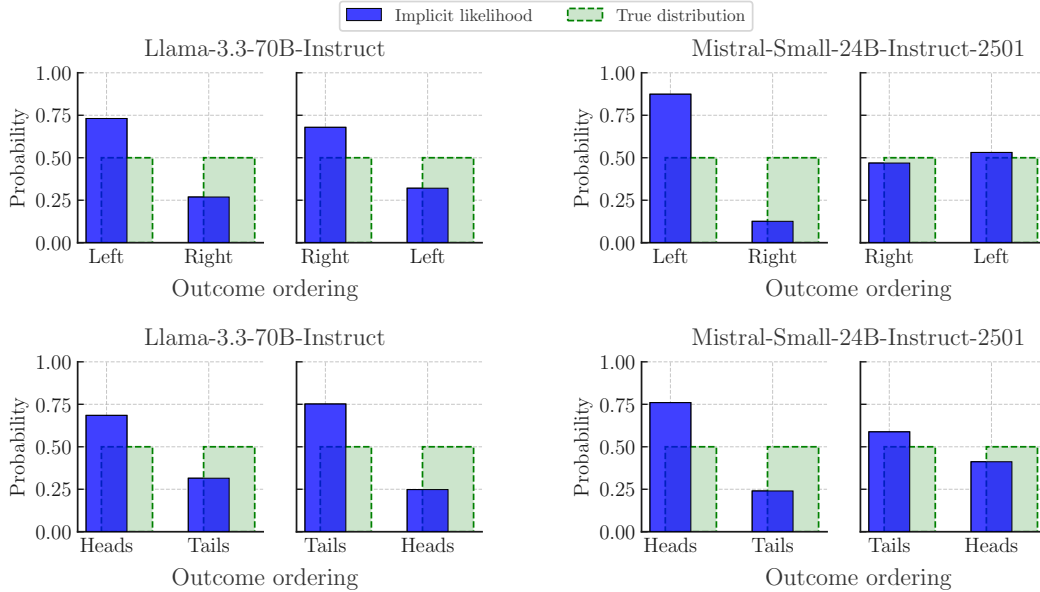 Implicit likelihood True distribution
Llama-3.3-70B-Instruct
Mistral-Small-24B-Instruct-2501
Probability
1.00
0.75
0.50
0.25
0.00
Left Right
Right Left
Outcome ordering
Probability
1.00
0.75
0.50
0.25
0.00
Left Right
Right Left
Outcome ordering
Llama-3.3-70B-Instruct
Mistral-Small-24B-Instruct-2501
Probability
1.00
0.75
0.50
0.25
0.00
Heads Tails
Tails Heads
Outcome ordering
Probability
1.00
0.75
0.50
0.25
0.00
Heads Tails
Tails Heads
Outcome ordering